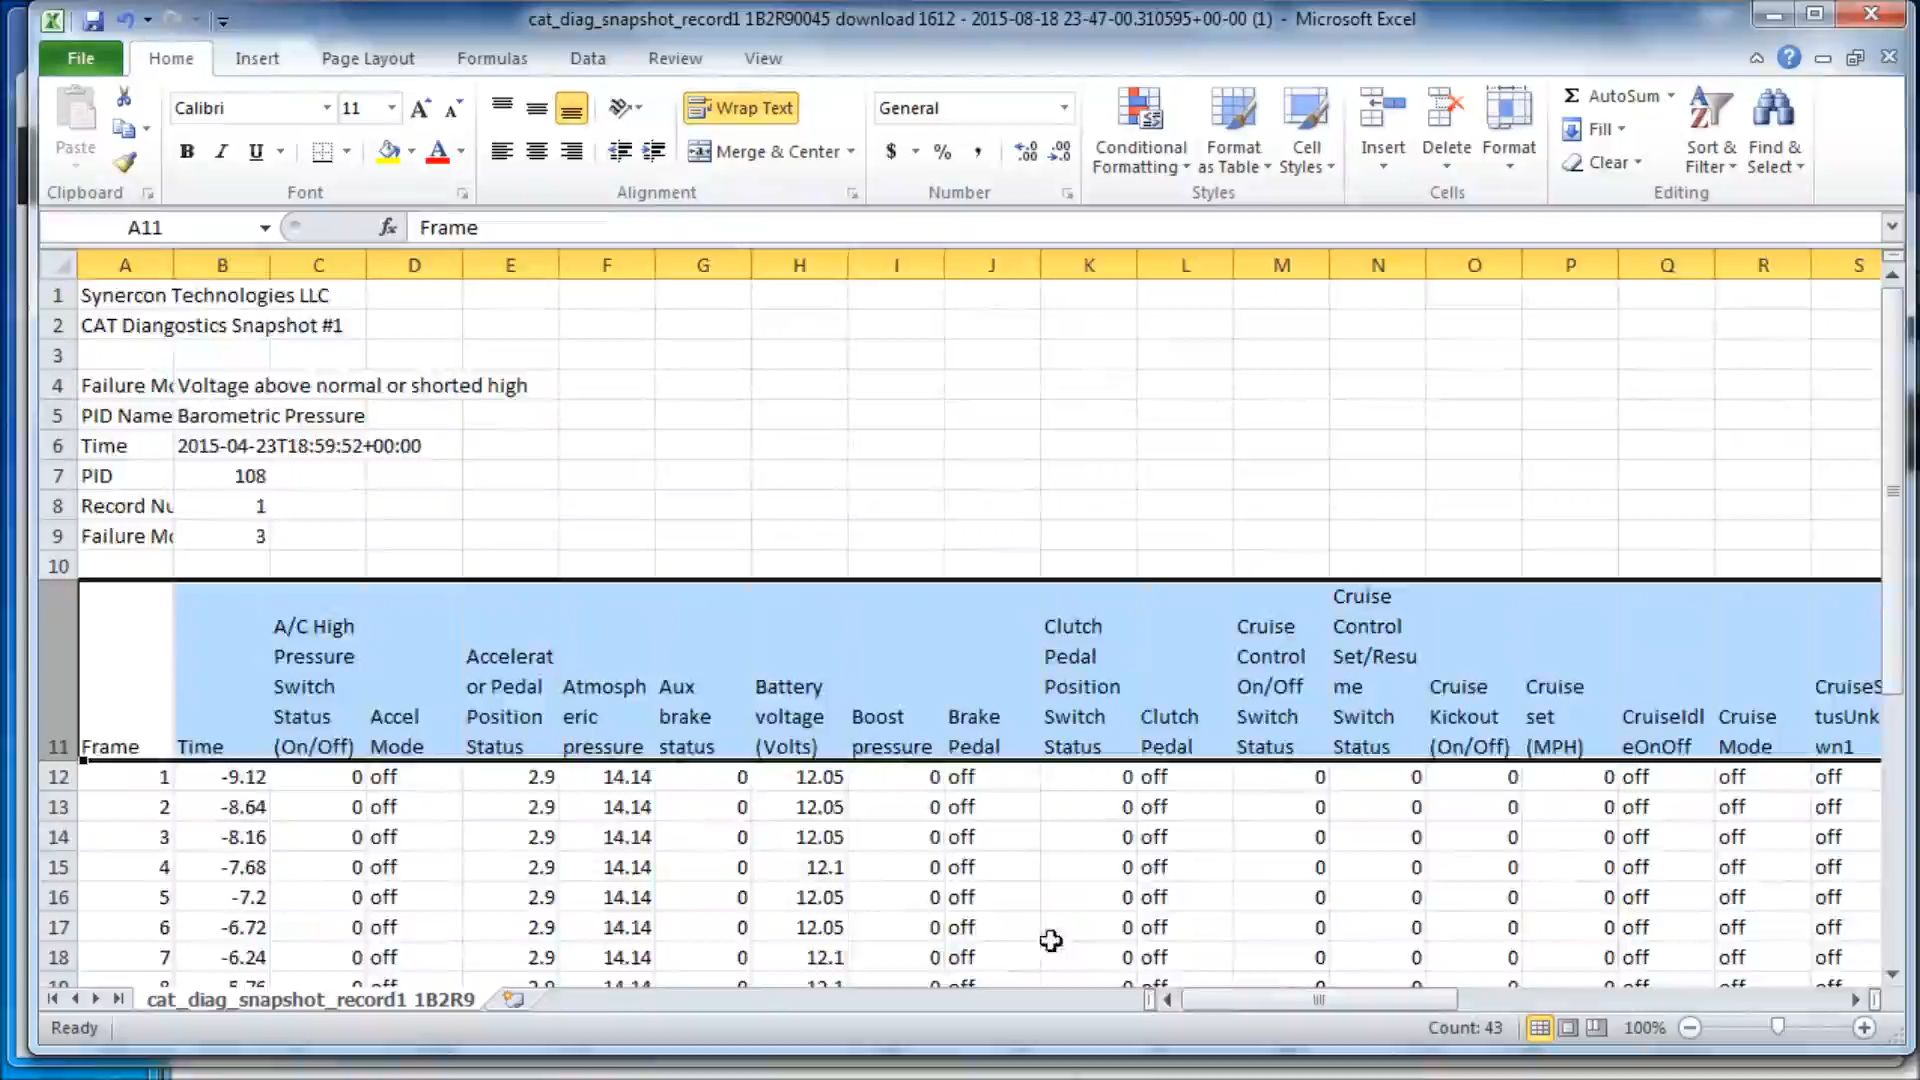 cat_diag_snapshot_record1 1B2R90045 download 1612 - 2015-08-18 23-47-00.310595+00-00 (1) - Microsoft Excel
File Home Insert Page Layout Formulas Data Review View
Paste
Calibri 11
B I U
Wrap Text
Merge & Center
General
$ % ,
Conditional Formatting
Format as Table
Cell Styles
Insert Delete Format
AutoSum
Fill
Clear
Sort & Filter
Find & Select
Clipboard Font Alignment Number Styles Cells Editing
A11 fx Frame
A B C D E F G H I J K L M N O P Q R S
1 Synercon Technologies LLC
2 CAT Diangostics Snapshot #1
3
4 Failure Mo Voltage above normal or shorted high
5 PID Name Barometric Pressure
6 Time 2015-04-23T18:59:52+00:00
7 PID 108
8 Record Nu 1
9 Failure Mo 3
10
11 Frame
Time
A/C High
Pressure
Switch
Status
(On/Off)
Accel
Mode
Accelerat
or Pedal
Position
Status
Atmosph
eric
pressure
Aux
brake
status
Battery
voltage
(Volts)
Boost
pressure
Brake
Pedal
Clutch
Pedal
Position
Switch
Status
Clutch
Pedal
Cruise
Control
On/Off
Switch
Status
Cruise
Control
Set/Resu
me
Switch
Status
Cruise
Kickout
(On/Off)
Cruise
set
(MPH)
CruiseIdl
eOnOff
Cruise
Mode
CruiseS
tusUnk
wn1
12 1 -9.12 0 off 2.9 14.14 0 12.05 0 off 0 off 0 0 0 0 off off off
13 2 -8.64 0 off 2.9 14.14 0 12.05 0 off 0 off 0 0 0 0 off off off
14 3 -8.16 0 off 2.9 14.14 0 12.05 0 off 0 off 0 0 0 0 off off off
15 4 -7.68 0 off 2.9 14.14 0 12.1 0 off 0 off 0 0 0 0 off off off
16 5 -7.2 0 off 2.9 14.14 0 12.05 0 off 0 off 0 0 0 0 off off off
17 6 -6.72 0 off 2.9 14.14 0 12.05 0 off 0 off 0 0 0 0 off off off
18 7 -6.24 0 off 2.9 14.14 0 12.1 0 off 0 off 0 0 0 0 off off off
cat_diag_snapshot_record1 1B2R9
Ready Count: 43 100%